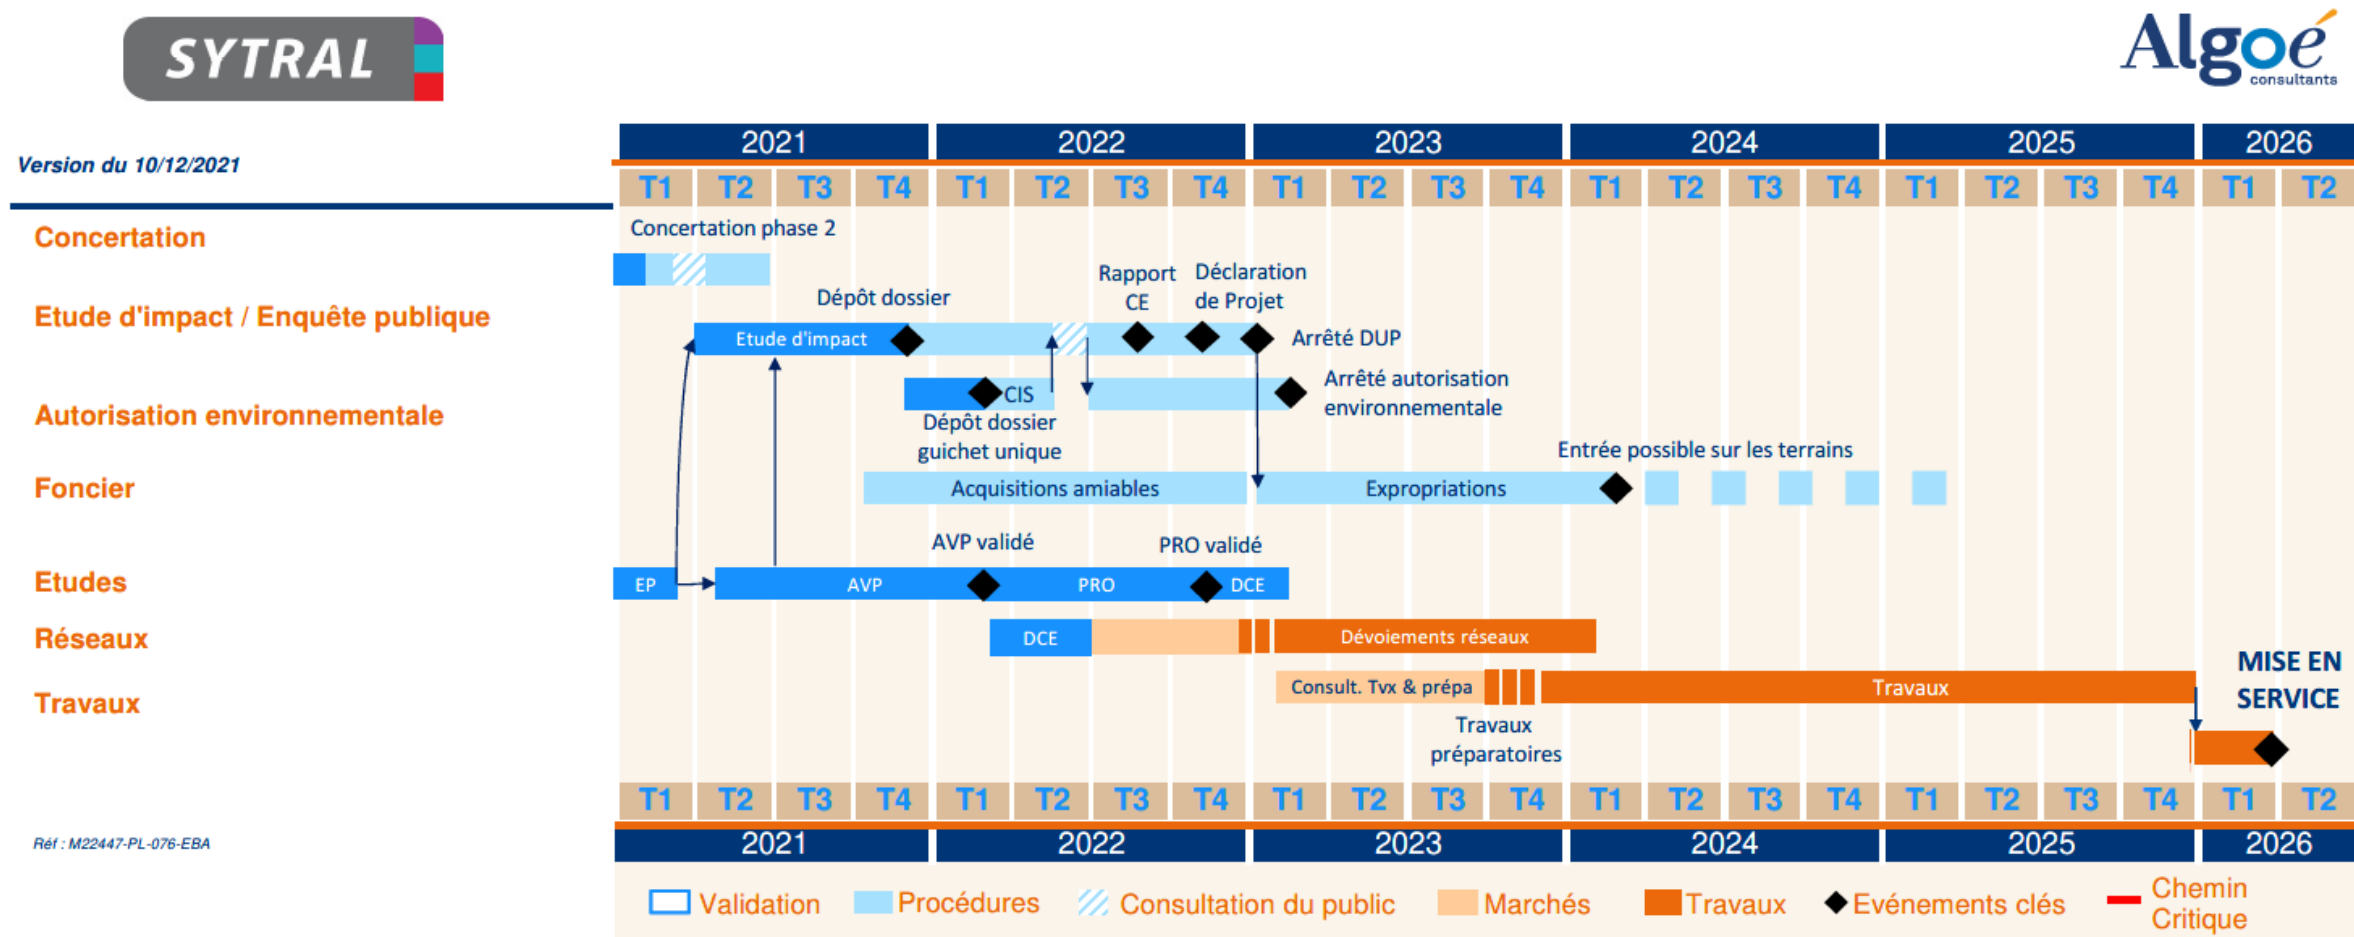 SYTRAL
Algoé
consultants
Version du 10/12/2021
2021 2022 2023 2024 2025 2026
T1 T2 T3 T4 T1 T2 T3 T4 T1 T2 T3 T4 T1 T2 T3 T4 T1 T2 T3 T4 T1 T2
Concertation
Concertation phase 2
Etude d'impact / Enquête publique
Dépôt dossier
Rapport
CE
Déclaration
de Projet
Etude d'impact
Arrêté DUP
Autorisation environnementale
CIS
Dépôt dossier
guichet unique
Arrêté autorisation
environnementale
Foncier
Entrée possible sur les terrains
Acquisitions amiables
Expropriations
Etudes
AVP validé
PRO validé
EP
AVP
PRO
DCE
Réseaux
DCE
Dévoiements réseaux
Travaux
Consult. Tvx & prépa
Travaux
Travaux
préparatoires
MISE EN
SERVICE
T1 T2 T3 T4 T1 T2 T3 T4 T1 T2 T3 T4 T1 T2 T3 T4 T1 T2 T3 T4 T1 T2
2021 2022 2023 2024 2025 2026
Réf : M22447-PL-076-EBA
Validation
Procédures
Consultation du public
Marchés
Travaux
Evénements clés
Chemin
Critique